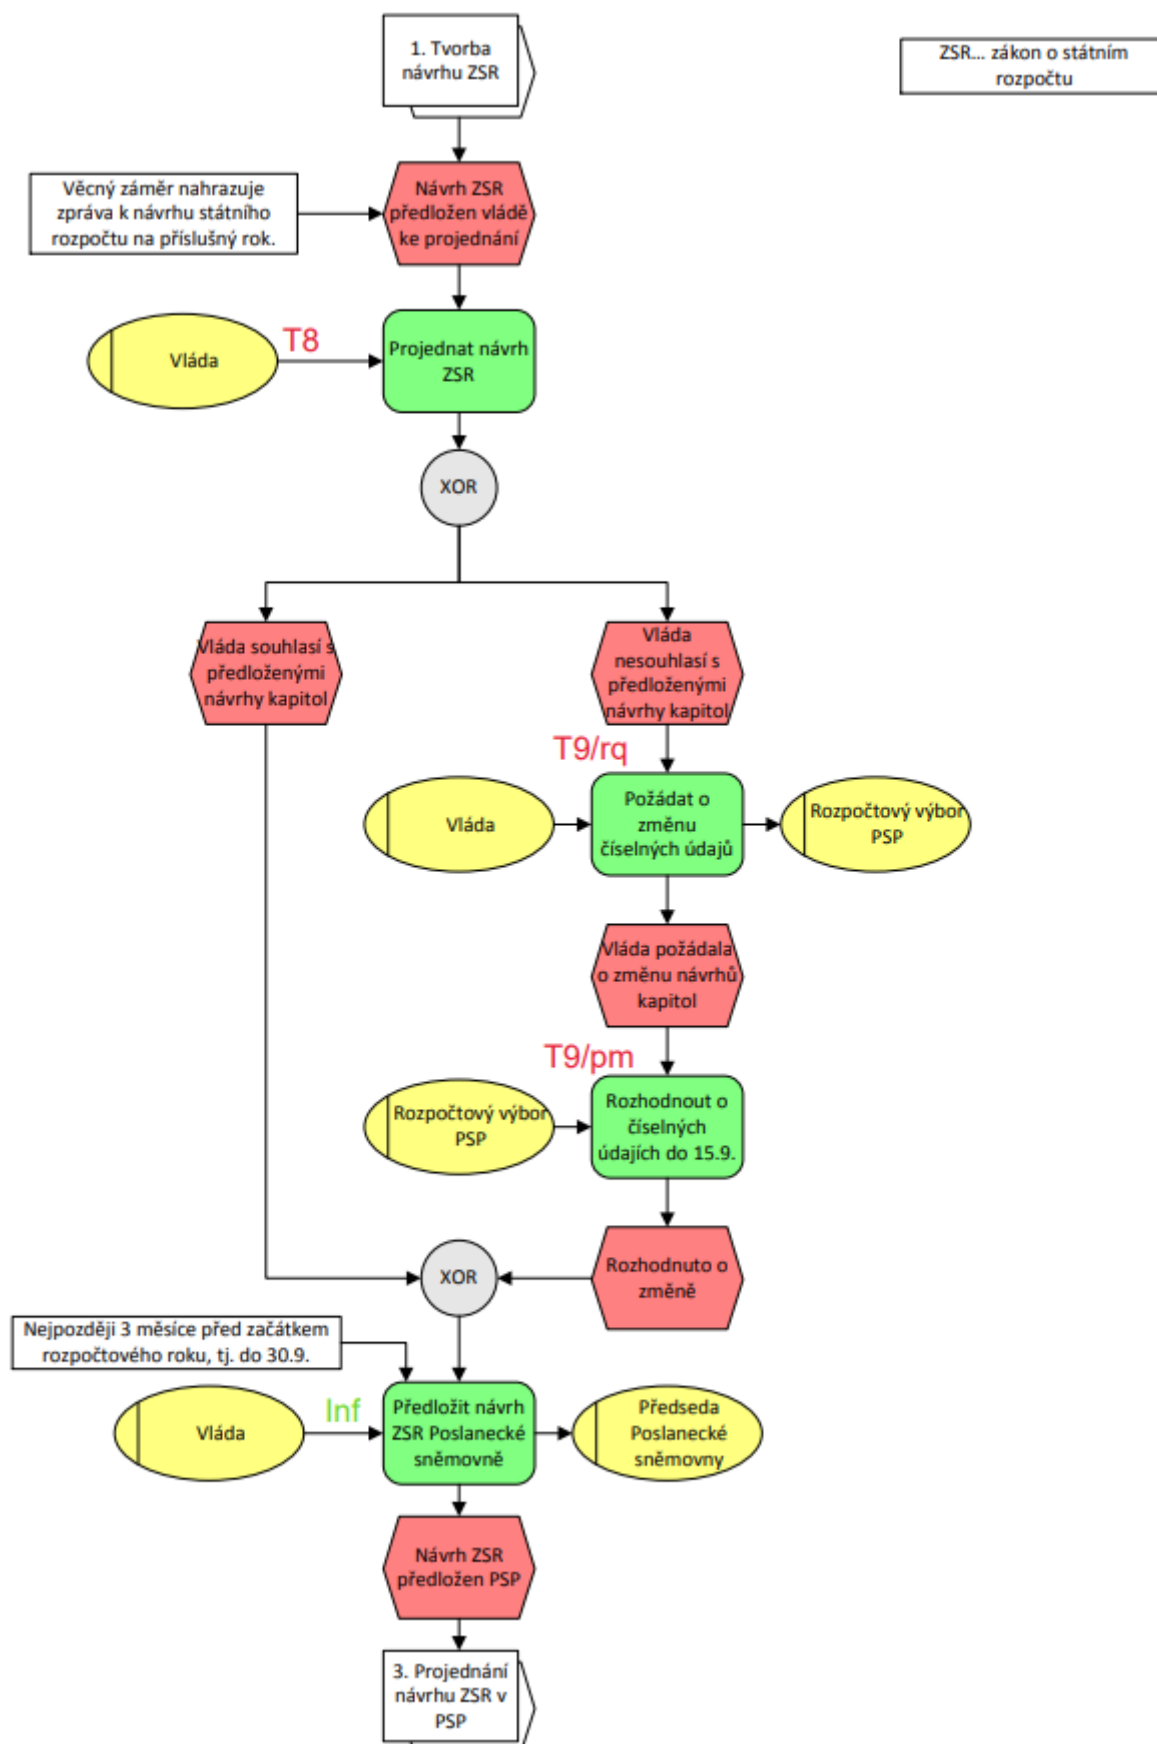 1. Tvorba
návrhu ZSR
ZSR... zákon o státním
rozpočtu
Věcný záměr nahrazuje
zpráva k návrhu státního
rozpočtu na příslušný rok.
Návrh ZSR
předložen vládě
ke projednání
Vláda
T8
Projednat návrh
ZSR
XOR
Vláda souhlasí s
předloženými
návrhy kapitol
Vláda
nesouhlasí s
předloženými
návrhy kapitol
T9/rq
Vláda
Požádat o
změnu
číselných údajů
Rozpočtový výbor
PSP
Vláda požádala
o změnu návrhů
kapitol
T9/pm
Rozpočtový výbor
PSP
Rozhodnout o
číselných
údajích do 15.9.
XOR
Rozhodnuto o
změně
Nejpozději 3 měsíce před začátkem
rozpočtového roku, tj. do 30.9.
Vláda
Inf
Předložit návrh
ZSR Poslanecké
sněmovně
Předseda
Poslanecké
sněmovny
Návrh ZSR
předložen PSP
3. Projednání
návrhu ZSR v
PSP